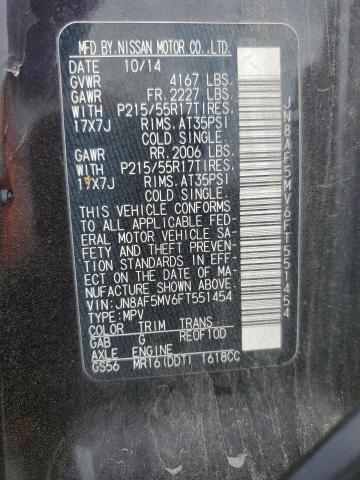 MFD.BY.NISSAN MOTOR CO.,LTD.
10/14
GVWR 4167 LBS.
GAWR FR.2227 LBS.
WITH P215/55R17TIRES.
17X7J RIMS.AT35PSI
COLD SINGLE.
GAWR RR.2006 LBS.
WITH P215/55R17TIRES.
17X7J RIMS.AT35PSI
COLD SINGLE.
THIS VEHICLE CONFORMS
TO ALL APPLICABLE FED-
ERAL MOTOR VEHICLE SA-
FETY AND THEFT PREVENTION
STANDARDS IN EFF-
ECT ON THE DATE OF MA-
NUFACTURE SHOWN ABOVE.
VIN:JN8AF5MV6FT551454
TYPE:MPV
COLOR TRIM TRANS
GAB G RE0F10D
AXLE ENGINE
GS56 MR16(DDT) 1618CC
JN8AF5MV6FT551454